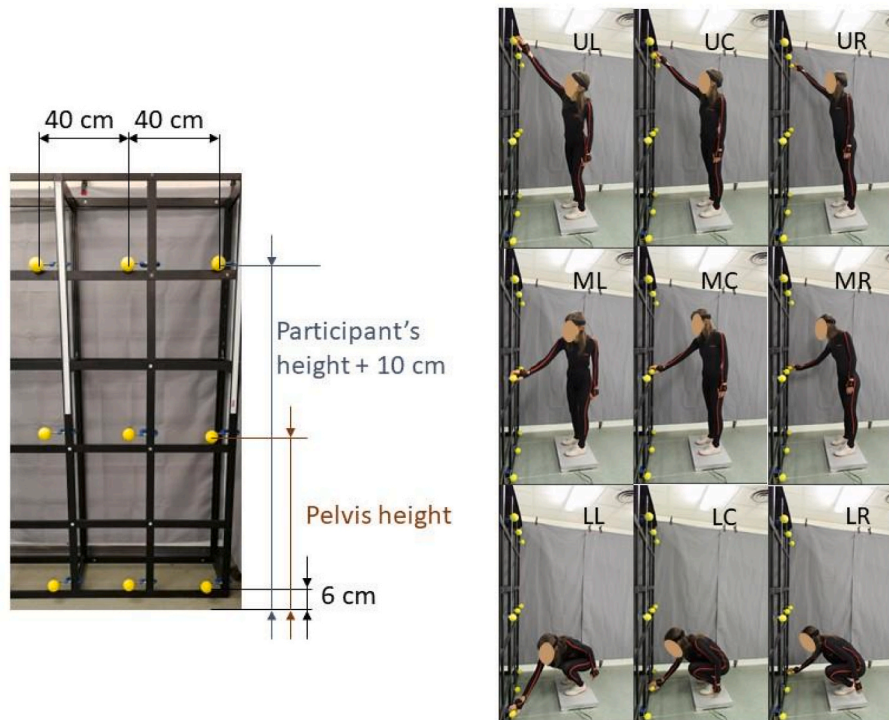 40 cm 40 cm
Participant's
height + 10 cm
Pelvis height
6 cm
UL UC UR
ML MC MR
LL LC LR